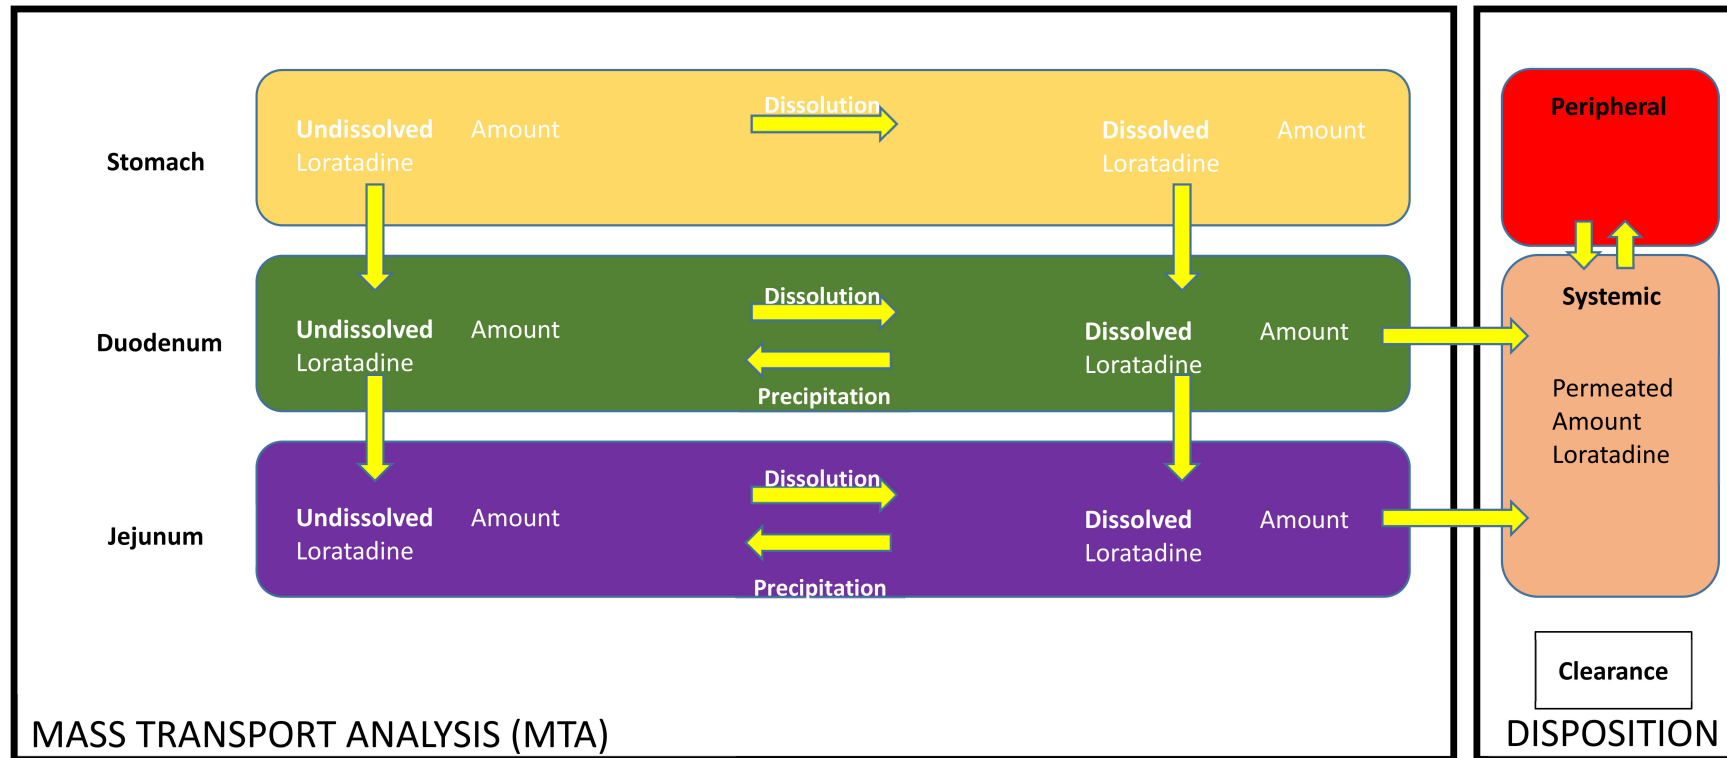 Stomach
Undissolved Amount
Loratadine
Dissolution
Dissolved Amount
Loratadine
Duodenum
Undissolved Amount
Loratadine
Dissolution
Precipitation
Dissolved Amount
Loratadine
Jejunum
Undissolved Amount
Loratadine
Dissolution
Precipitation
Dissolved Amount
Loratadine
MASS TRANSPORT ANALYSIS (MTA)
Peripheral
Systemic
Permeated
Amount
Loratadine
Clearance
DISPOSITION